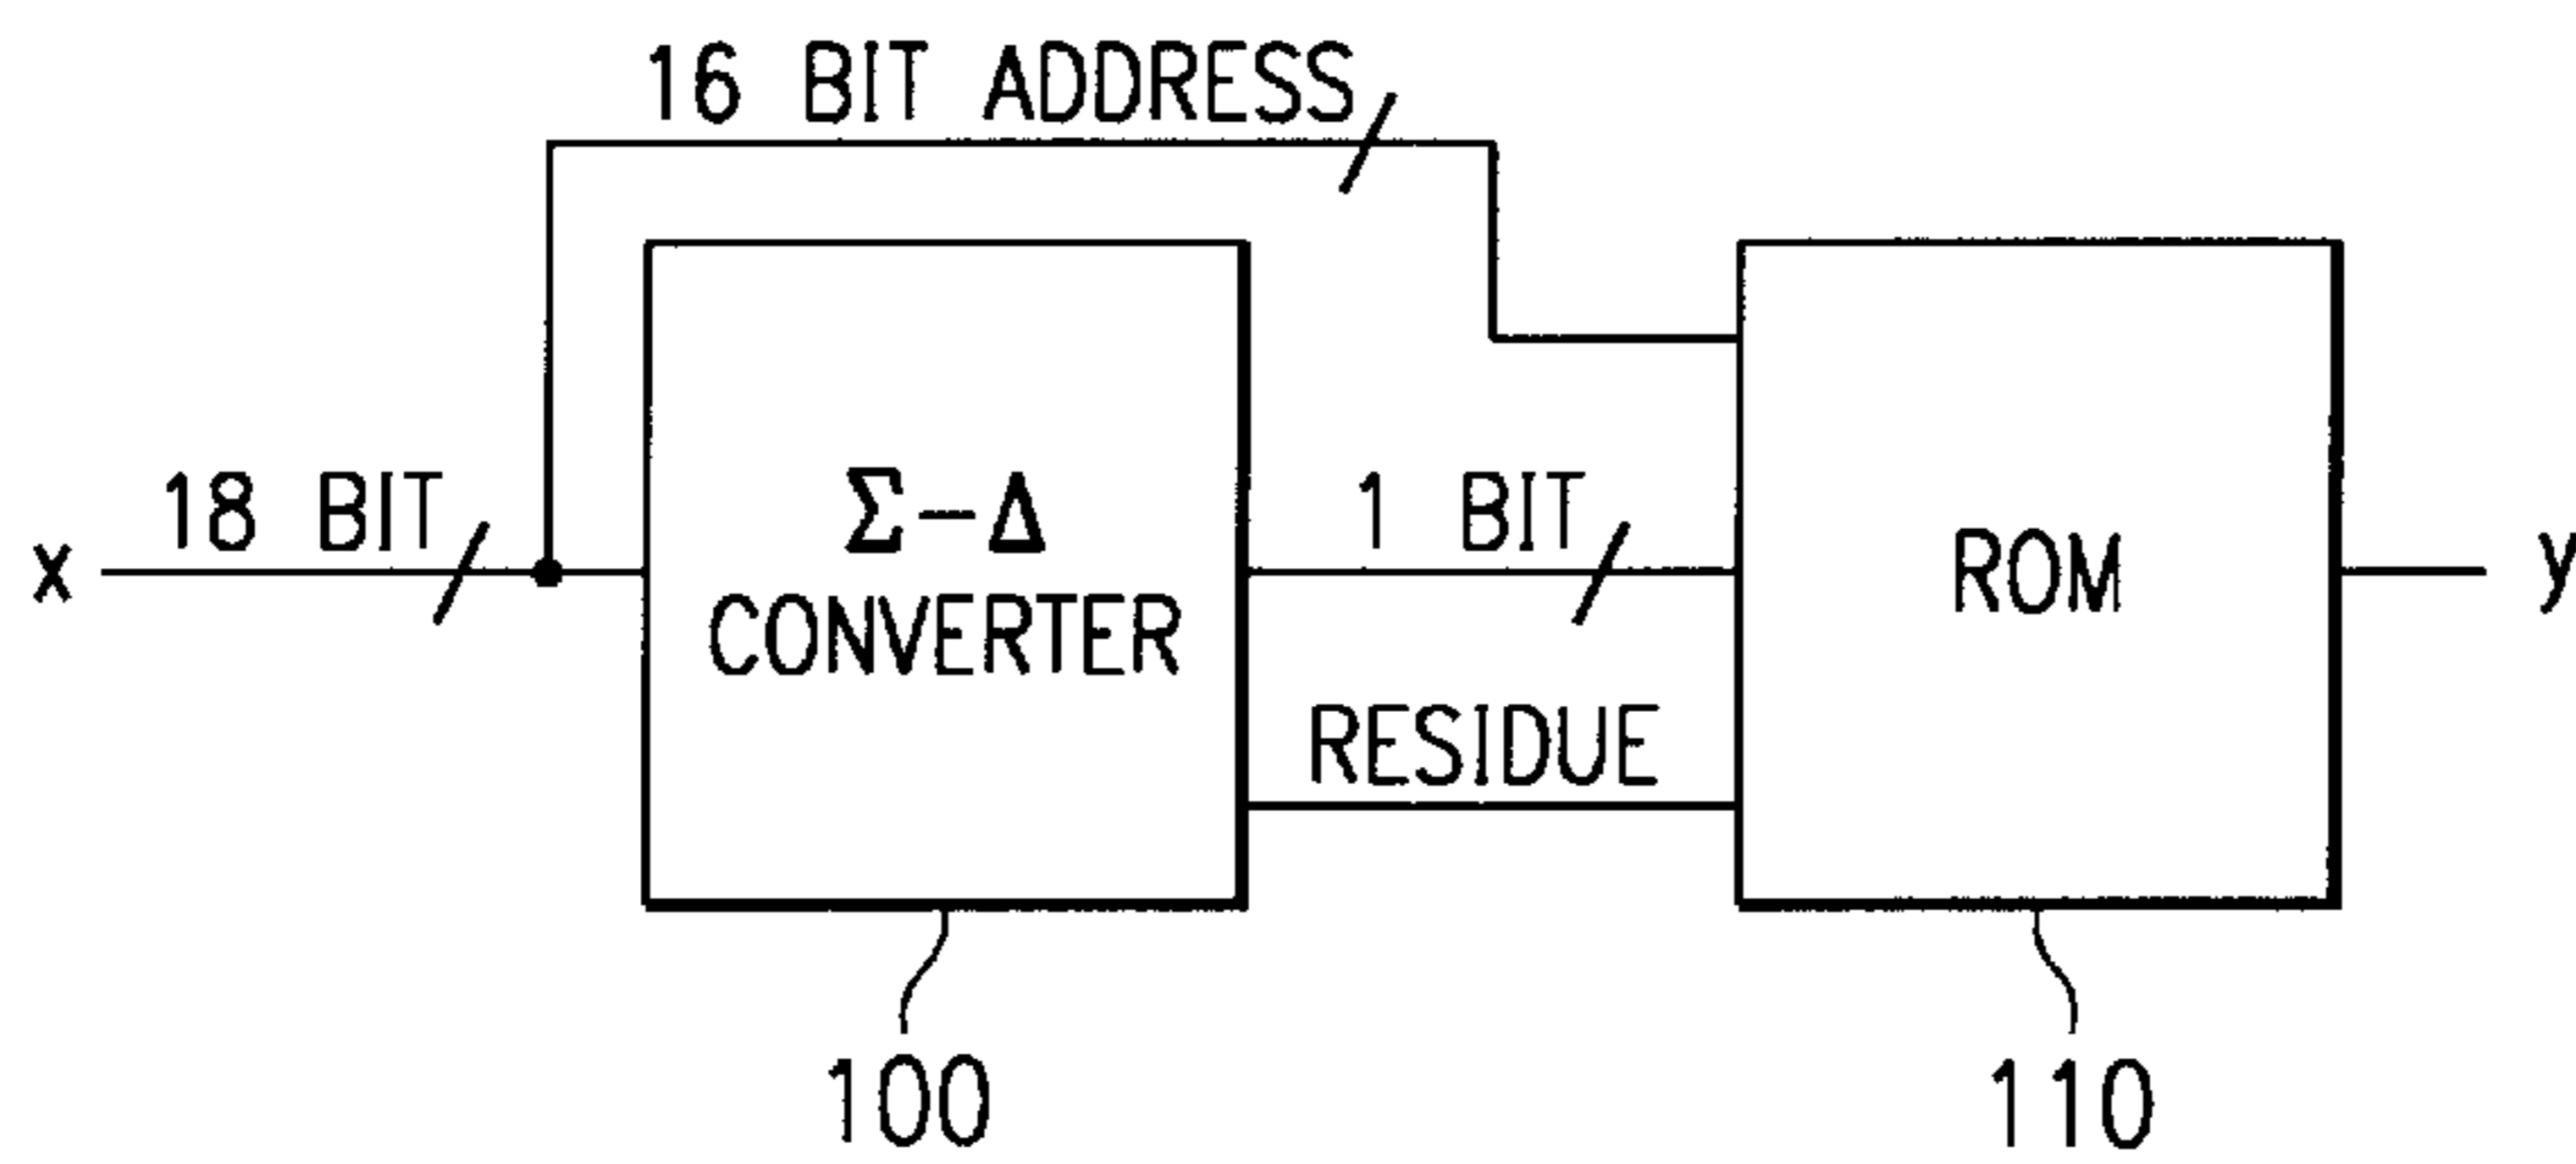 16 BIT ADDRESS
x
18 BIT
Σ-Δ
CONVERTER
1 BIT
RESIDUE
ROM
y
100
110